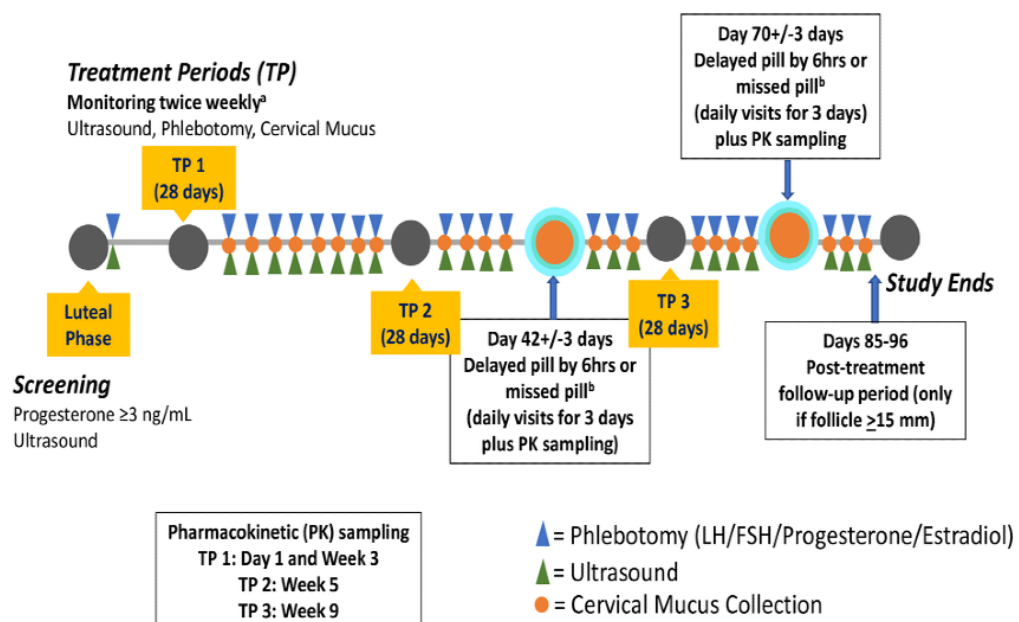 Day 70+/-3 days
Delayed pill by 6hrs or
missed pillᵇ
(daily visits for 3 days)
plus PK sampling
Treatment Periods (TP)
Monitoring twice weeklyᵃ
Ultrasound, Phlebotomy, Cervical Mucus
TP 1
(28 days)
Luteal
Phase
TP 2
(28 days)
TP 3
(28 days)
Study Ends
Day 42+/-3 days
Delayed pill by 6hrs or
missed pillᵇ
(daily visits for 3 days
plus PK sampling)
Days 85-96
Post-treatment
follow-up period (only
if follicle ≥15 mm)
Screening
Progesterone ≥3 ng/mL
Ultrasound
Pharmacokinetic (PK) sampling
TP 1: Day 1 and Week 3
TP 2: Week 5
TP 3: Week 9
= Phlebotomy (LH/FSH/Progesterone/Estradiol)
= Ultrasound
= Cervical Mucus Collection